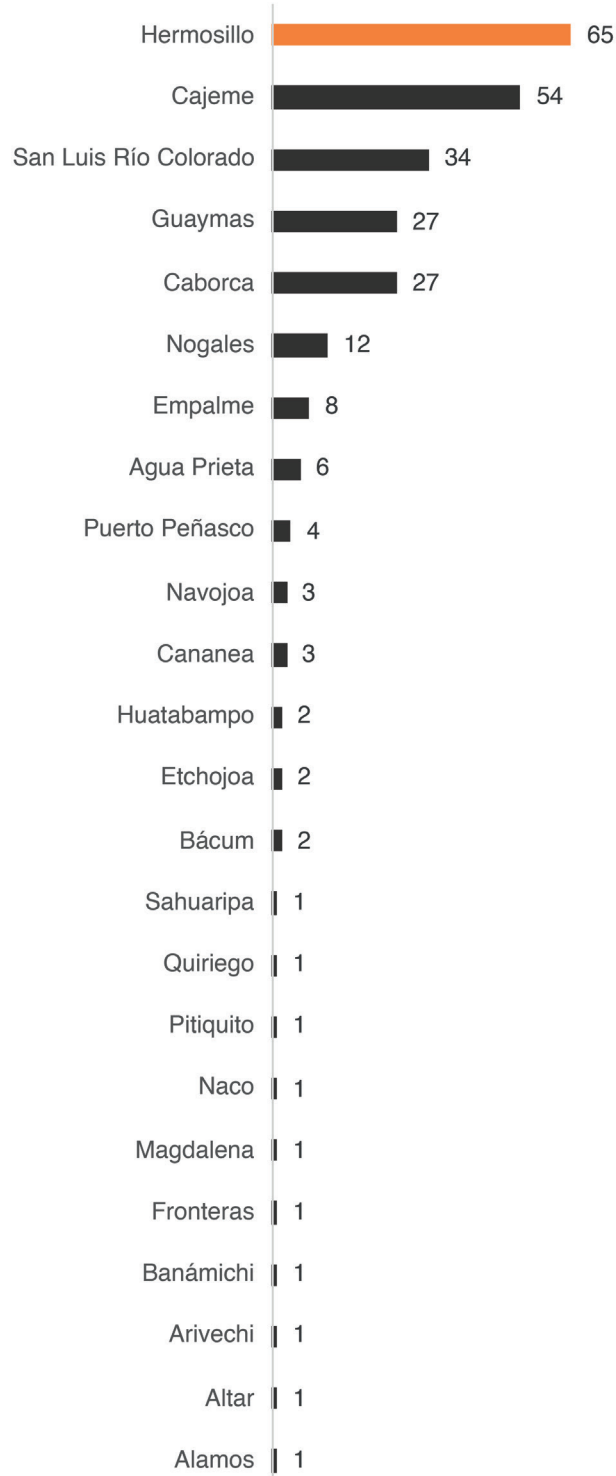 Hermosillo 65
Cajeme 54
San Luis Río Colorado 34
Guaymas 27
Caborca 27
Nogales 12
Empalme 8
Agua Prieta 6
Puerto Peñasco 4
Navojoa 3
Cananea 3
Huatabampo 2
Etchojoa 2
Bácum 2
Sahuaripa 1
Quiriego 1
Pitiquito 1
Naco 1
Magdalena 1
Fronteras 1
Banámichi 1
Arivechi 1
Altar 1
Alamos 1